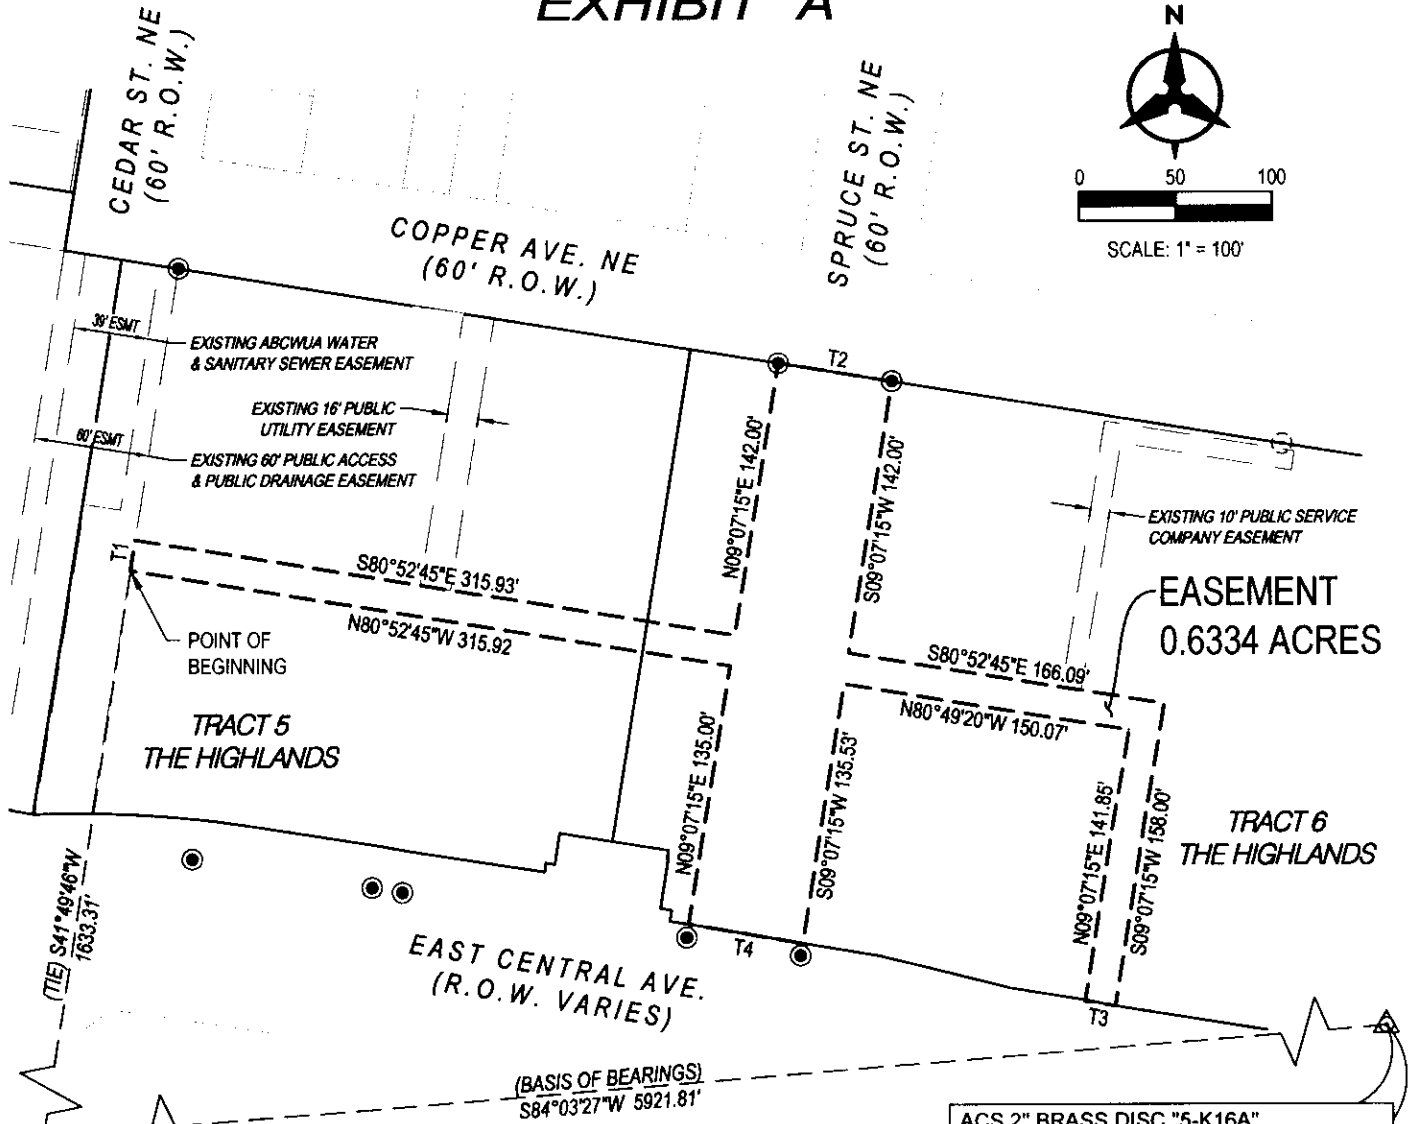 EXHIBIT "A"
N
CEDAR ST. NE
(60' R.O.W.)
SPRUCE ST. NE
(60' R.O.W.)
0 50 100
SCALE: 1" = 100'
COPPER AVE. NE
(60' R.O.W.)
39' ESMT
EXISTING ABCWUA WATER
& SANITARY SEWER EASEMENT
T2
EXISTING 16' PUBLIC
UTILITY EASEMENT
60' ESMT
EXISTING 60' PUBLIC ACCESS
& PUBLIC DRAINAGE EASEMENT
N09°07'15"E 142.00'
S09°07'15"W 142.00'
EXISTING 10' PUBLIC SERVICE
COMPANY EASEMENT
T1
S80°52'45"E 315.93'
N80°52'45"W 315.92
EASEMENT
0.6334 ACRES
POINT OF
BEGINNING
S80°52'45"E 166.09'
N80°49'20"W 150.07'
TRACT 5
THE HIGHLANDS
N09°07'15"E 135.00'
S09°07'15"W 135.53'
N09°07'15"E 141.85'
S09°07'15"W 158.00'
TRACT 6
THE HIGHLANDS
(TIE) S41°49'46"W
1633.31'
EAST CENTRAL AVE.
(R.O.W. VARIES)
T4
T3
(BASIS OF BEARINGS)
S84°03'27"W 5921.81'
ACS 2" BRASS DISC "5-K16A"